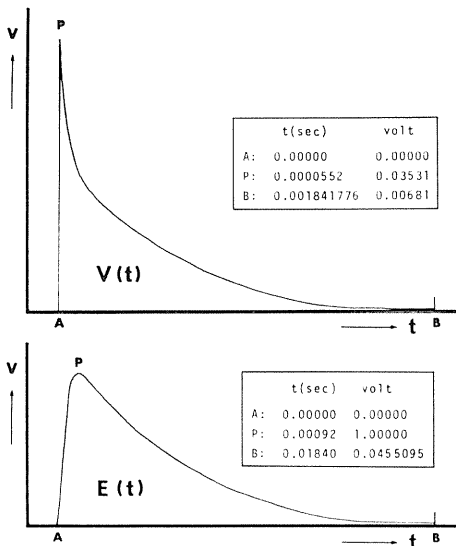 V
P
t(sec) volt
A: 0.00000 0.00000
P: 0.0000552 0.03531
B: 0.001841776 0.00681
V(t)
A t B
V
P
t(sec) volt
A: 0.00000 0.00000
P: 0.00092 1.00000
B: 0.01840 0.0455095
E(t)
A t B